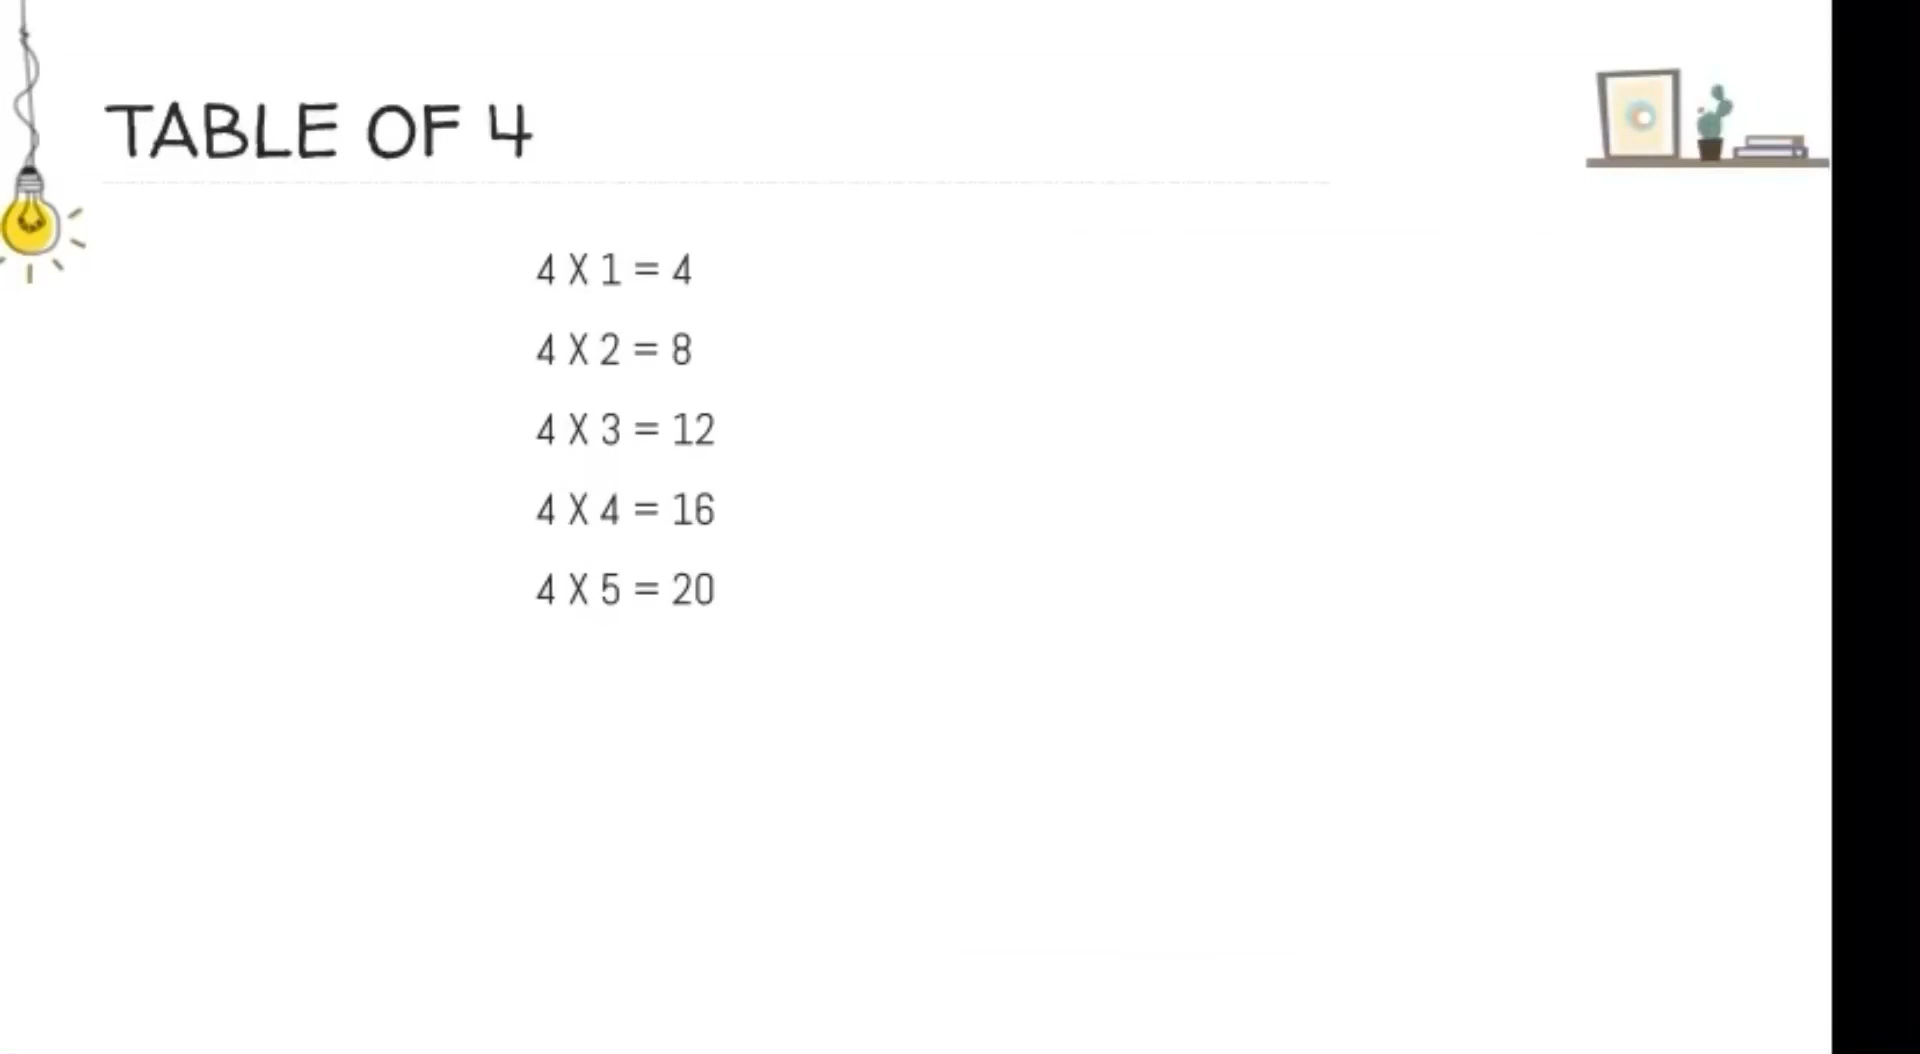 TABLE OF 4
4 X 1 = 4
4 X 2 = 8
4 X 3 = 12
4 X 4 = 16
4 X 5 = 20